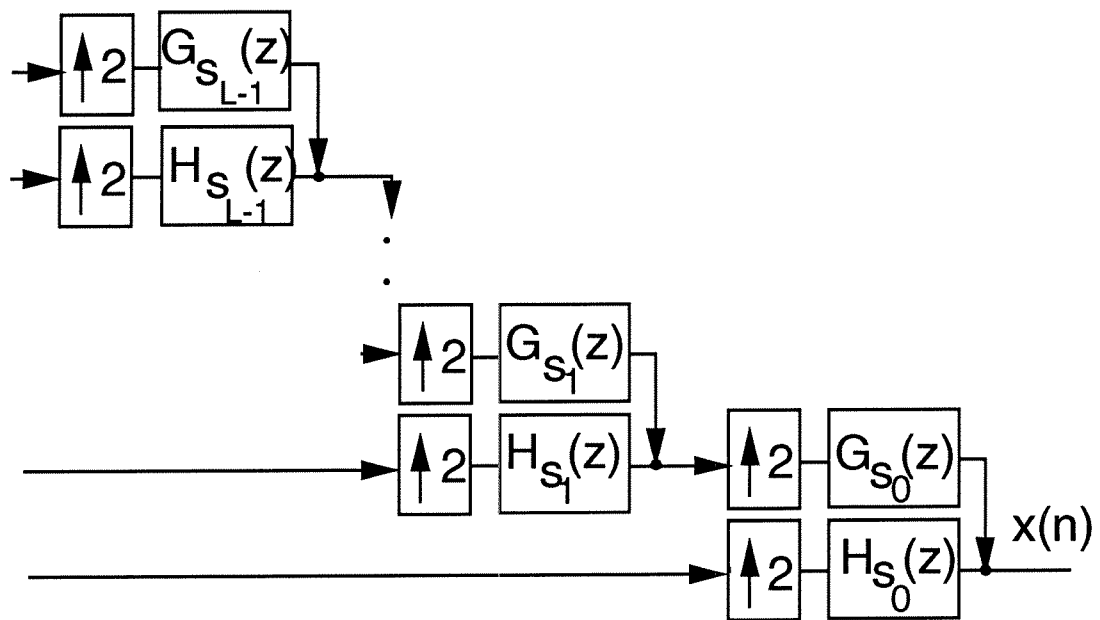 ↑2 G_{S_{L-1}}(z)
↑2 H_{S_{L-1}}(z)
↑2 G_{S_1}(z)
↑2 H_{S_1}(z)
↑2 G_{S_0}(z)
x(n)
↑2 H_{S_0}(z)